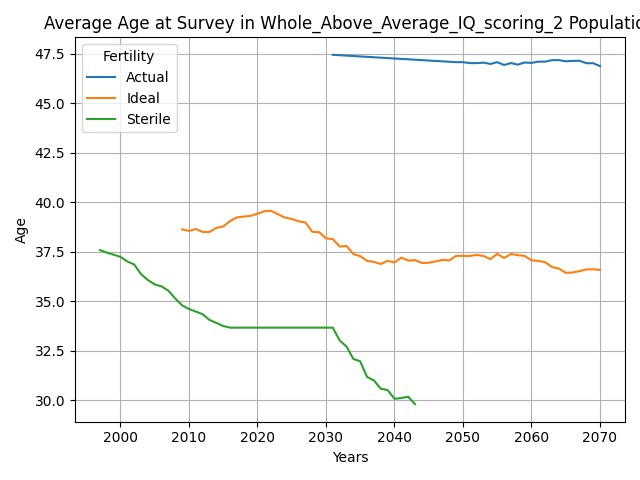 Average Age at Survey in Whole_Above_Average_IQ_scoring_2 Populatio
Fertility
Actual
Ideal
Sterile
47.5
45.0
42.5
40.0
37.5
35.0
32.5
30.0
Age
2000 2010 2020 2030 2040 2050 2060 2070
Years